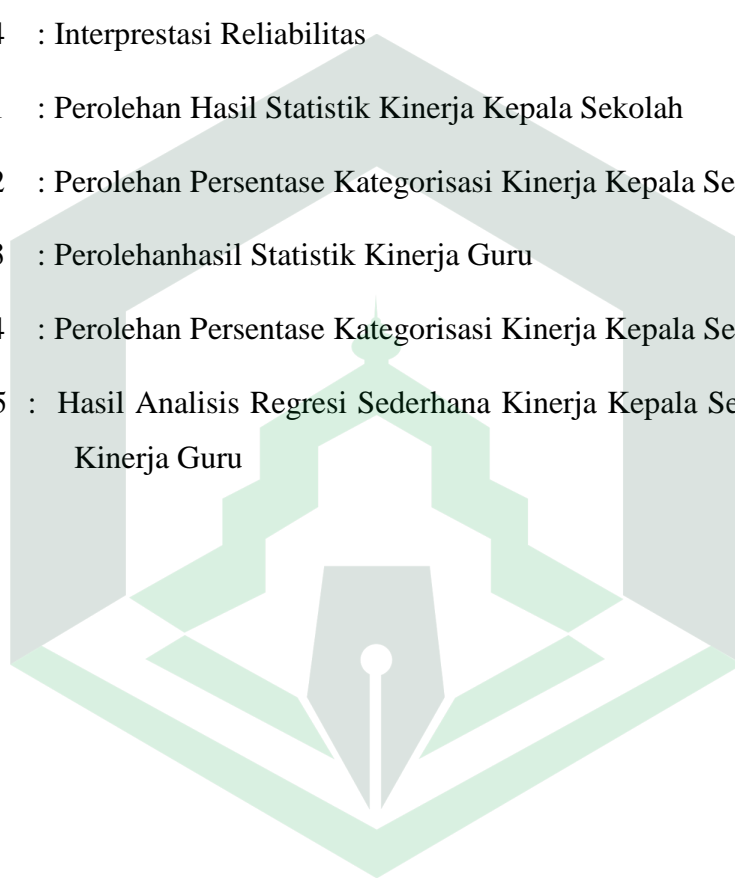 4 : Interprestasi Reliabilitas
: Perolehan Hasil Statistik Kinerja Kepala Sekolah
2 : Perolehan Persentase Kategorisasi Kinerja Kepala Se
3 : Perolehanhasil Statistik Kinerja Guru
4 : Perolehan Persentase Kategorisasi Kinerja Kepala Se
5 : Hasil Analisis Regresi Sederhana Kinerja Kepala Se
Kinerja Guru